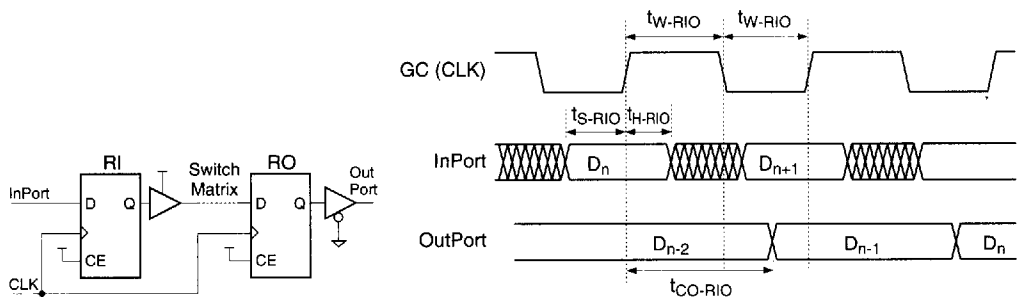 RI
InPort
D
Q
CE
CLK
Switch
Matrix
RO
D
Q
CE
Out
Port
tW-RIO
tW-RIO
GC (CLK)
tS-RIO
tH-RIO
InPort
Dn
Dn+1
OutPort
Dn-2
Dn-1
Dn
tCO-RIO